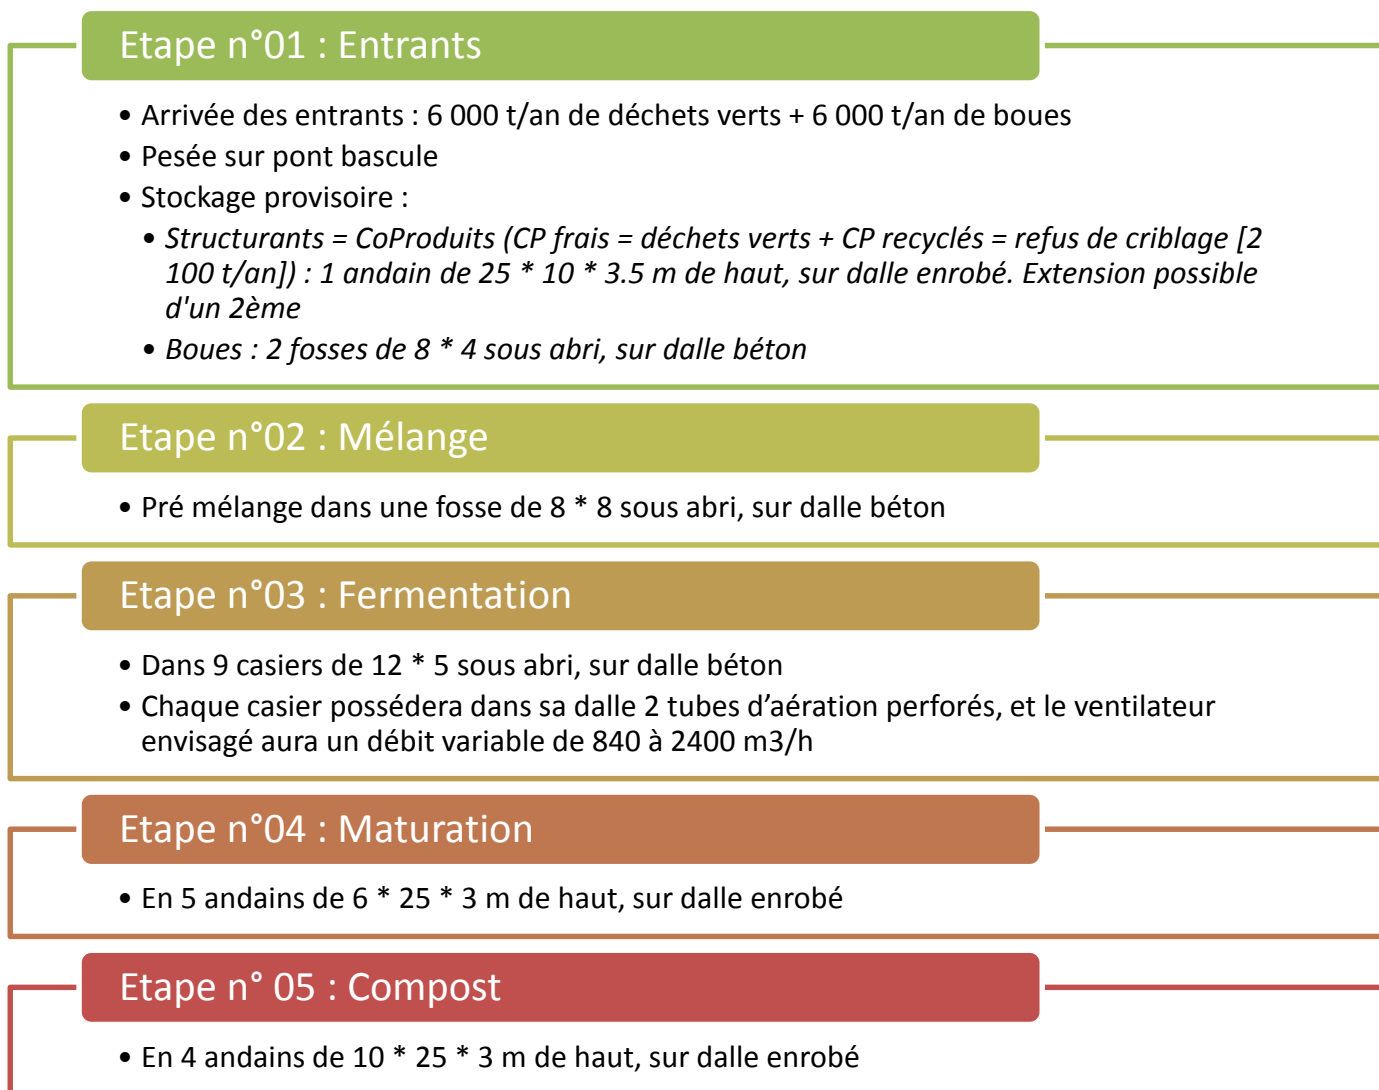 Etape n°01 : Entrants
• Arrivée des entrants : 6 000 t/an de déchets verts + 6 000 t/an de boues
• Pesée sur pont bascule
• Stockage provisoire :
• Structurants = CoProduits (CP frais = déchets verts + CP recyclés = refus de criblage [2
100 t/an]) : 1 andain de 25 * 10 * 3.5 m de haut, sur dalle enrobé. Extension possible
d'un 2ème
• Boues : 2 fosses de 8 * 4 sous abri, sur dalle béton
Etape n°02 : Mélange
• Pré mélange dans une fosse de 8 * 8 sous abri, sur dalle béton
Etape n°03 : Fermentation
• Dans 9 casiers de 12 * 5 sous abri, sur dalle béton
• Chaque casier possédera dans sa dalle 2 tubes d’aération perforés, et le ventilateur
envisagé aura un débit variable de 840 à 2400 m3/h
Etape n°04 : Maturation
• En 5 andains de 6 * 25 * 3 m de haut, sur dalle enrobé
Etape n° 05 : Compost
• En 4 andains de 10 * 25 * 3 m de haut, sur dalle enrobé